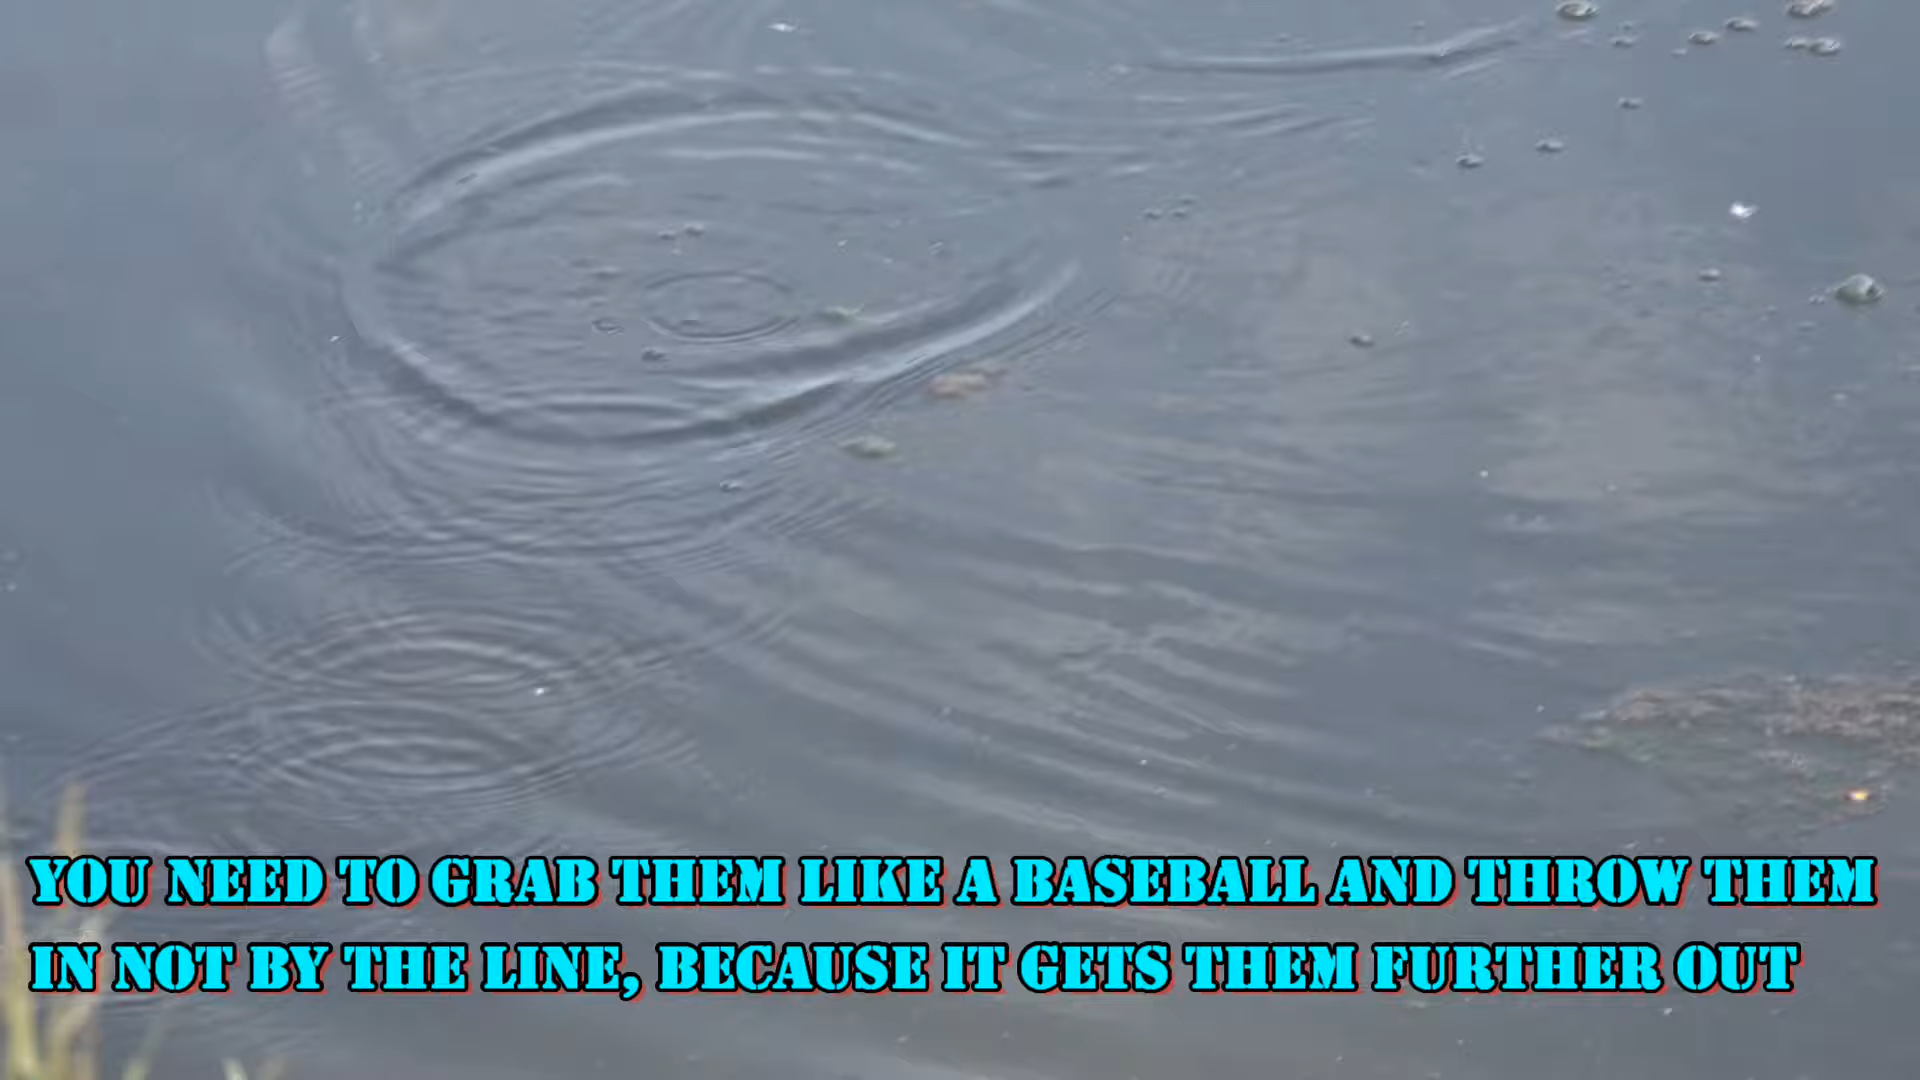 YOU NEED TO GRAB THEM LIKE A BASEBALL AND THROW THEM
IN NOT BY THE LINE, BECAUSE IT GETS THEM FURTHER OUT